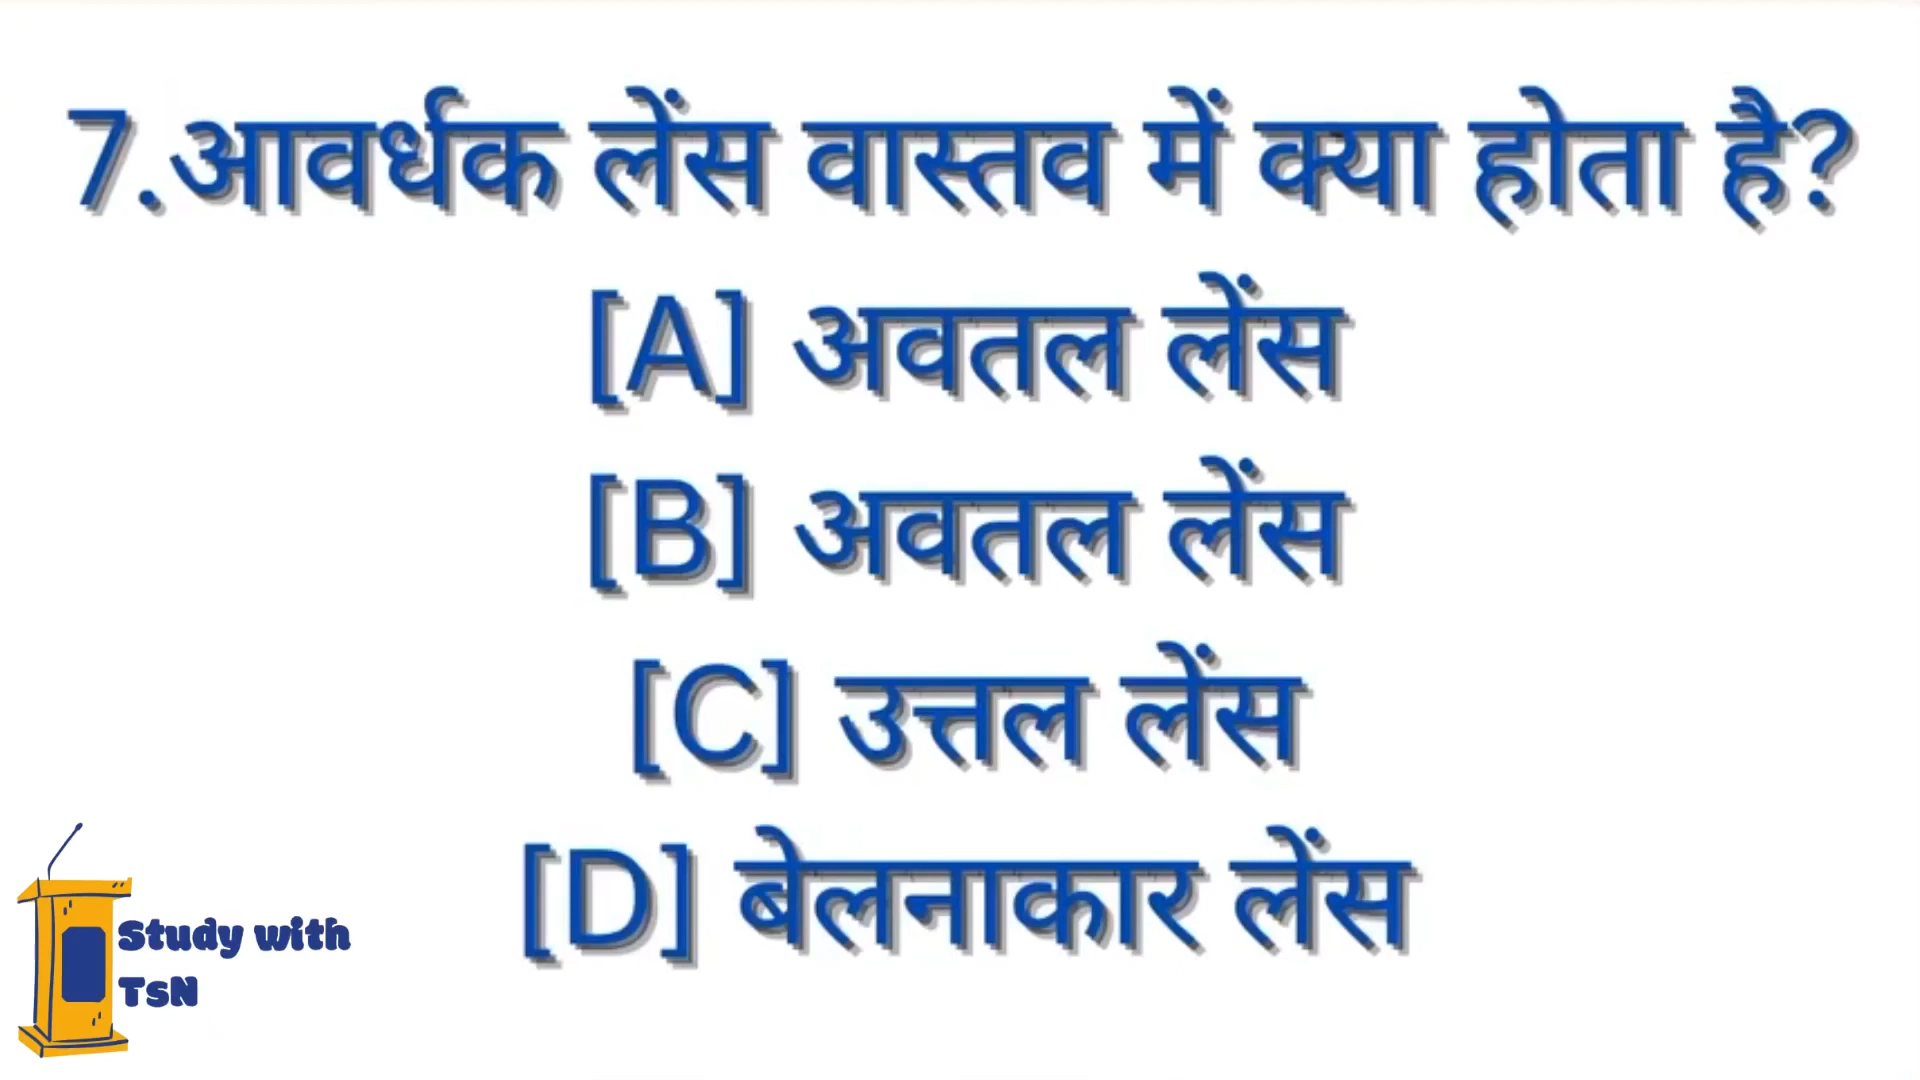 7.आवर्धक लेंस वास्तव में क्या होता है?
[A] अवतल लेंस
[B] अवतल लेंस
[C] उत्तल लेंस
[D] बेलनाकार लेंस
Study with
TsN